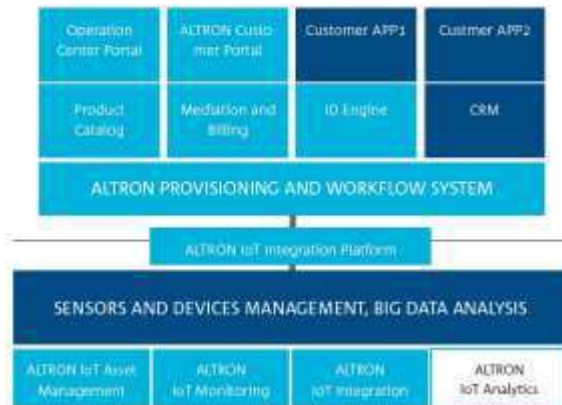 Operation
Center Portal
ALTRON Custo
mer Portal
Customer APP1
Custmer APP2
Product
Catalog
Mediation and
Billing
IO Engine
CRM
ALTRON PROVISIONING AND WORKFLOW SYSTEM
ALTRON IoT Integration Platform
SENSORS AND DEVICES MANAGEMENT, BIG DATA ANALYSIS
ALTRON IoT Asset
Management
ALTRON
IoT Monitoring
ALTRON
IoT Integration
ALTRON
IoT Analytics